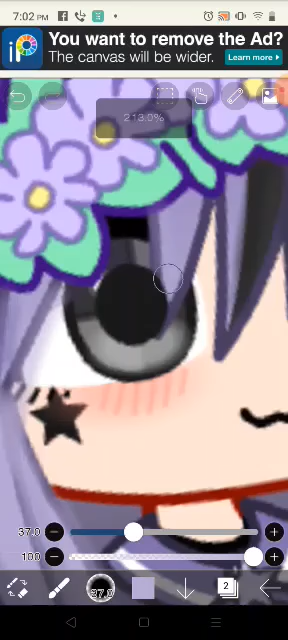 7:02 PM
You want to remove the Ad?
The canvas will be wider.
Learn more ►
213.0%
37.0
100
37.0
2